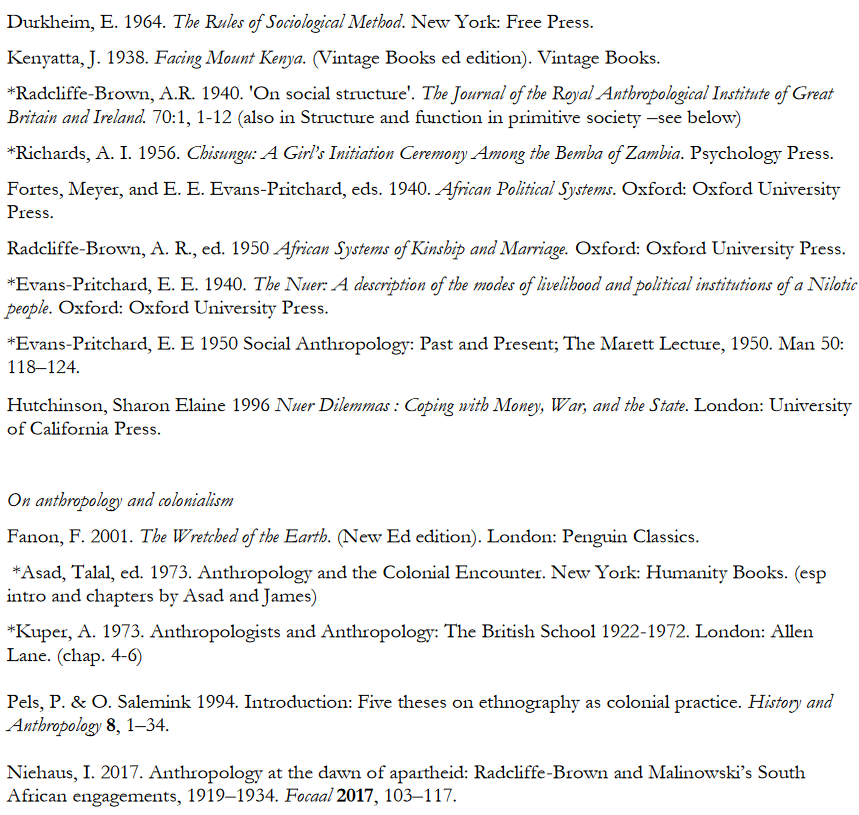 Durkheim, E. 1964. The Rules of Sociological Method. New York: Free Press.
Kenyatta, J. 1938. Facing Mount Kenya. (Vintage Books ed edition). Vintage Books.
*Radcliffe-Brown, A.R. 1940. 'On social structure'. The Journal of the Royal Anthropological Institute of Great
Britain and Ireland. 70:1, 1-12 (also in Structure and function in primitive society –see below)
*Richards, A. I. 1956. Chisungu: A Girl’s Initiation Ceremony Among the Bemba of Zambia. Psychology Press.
Fortes, Meyer, and E. E. Evans-Pritchard, eds. 1940. African Political Systems. Oxford: Oxford University
Press.
Radcliffe-Brown, A. R., ed. 1950 African Systems of Kinship and Marriage. Oxford: Oxford University Press.
*Evans-Pritchard, E. E. 1940. The Nuer: A description of the modes of livelihood and political institutions of a Nilotic
people. Oxford: Oxford University Press.
*Evans-Pritchard, E. E 1950 Social Anthropology: Past and Present; The Marett Lecture, 1950. Man 50:
118–124.
Hutchinson, Sharon Elaine 1996 Nuer Dilemmas : Coping with Money, War, and the State. London: University
of California Press.
On anthropology and colonialism
Fanon, F. 2001. The Wretched of the Earth. (New Ed edition). London: Penguin Classics.
*Asad, Talal, ed. 1973. Anthropology and the Colonial Encounter. New York: Humanity Books. (esp
intro and chapters by Asad and James)
*Kuper, A. 1973. Anthropologists and Anthropology: The British School 1922-1972. London: Allen
Lane. (chap. 4-6)
Pels, P. & O. Salemink 1994. Introduction: Five theses on ethnography as colonial practice. History and
Anthropology 8, 1–34.
Niehaus, I. 2017. Anthropology at the dawn of apartheid: Radcliffe-Brown and Malinowski’s South
African engagements, 1919–1934. Focaal 2017, 103–117.